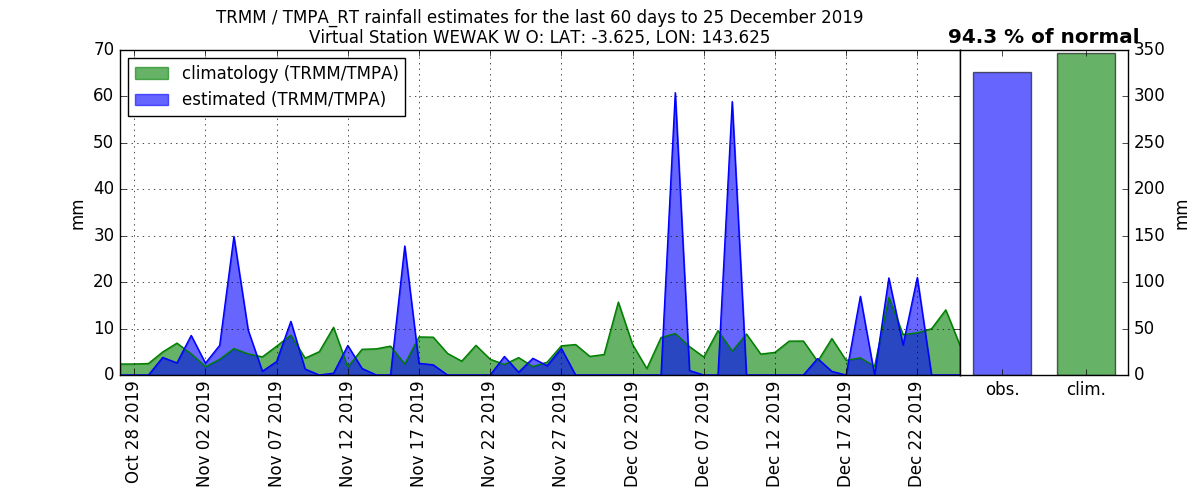 TRMM / TMPA_RT rainfall estimates for the last 60 days to 25 December 2019
Virtual Station WEWAK W O: LAT: -3.625, LON: 143.625
94.3 % of normal
climatology (TRMM/TMPA)
estimated (TRMM/TMPA)
70
60
50
40
30
20
10
0
mm
350
300
250
200
150
100
50
0
mm
Oct 28 2019
Nov 02 2019
Nov 07 2019
Nov 12 2019
Nov 17 2019
Nov 22 2019
Nov 27 2019
Dec 02 2019
Dec 07 2019
Dec 12 2019
Dec 17 2019
Dec 22 2019
obs.
clim.